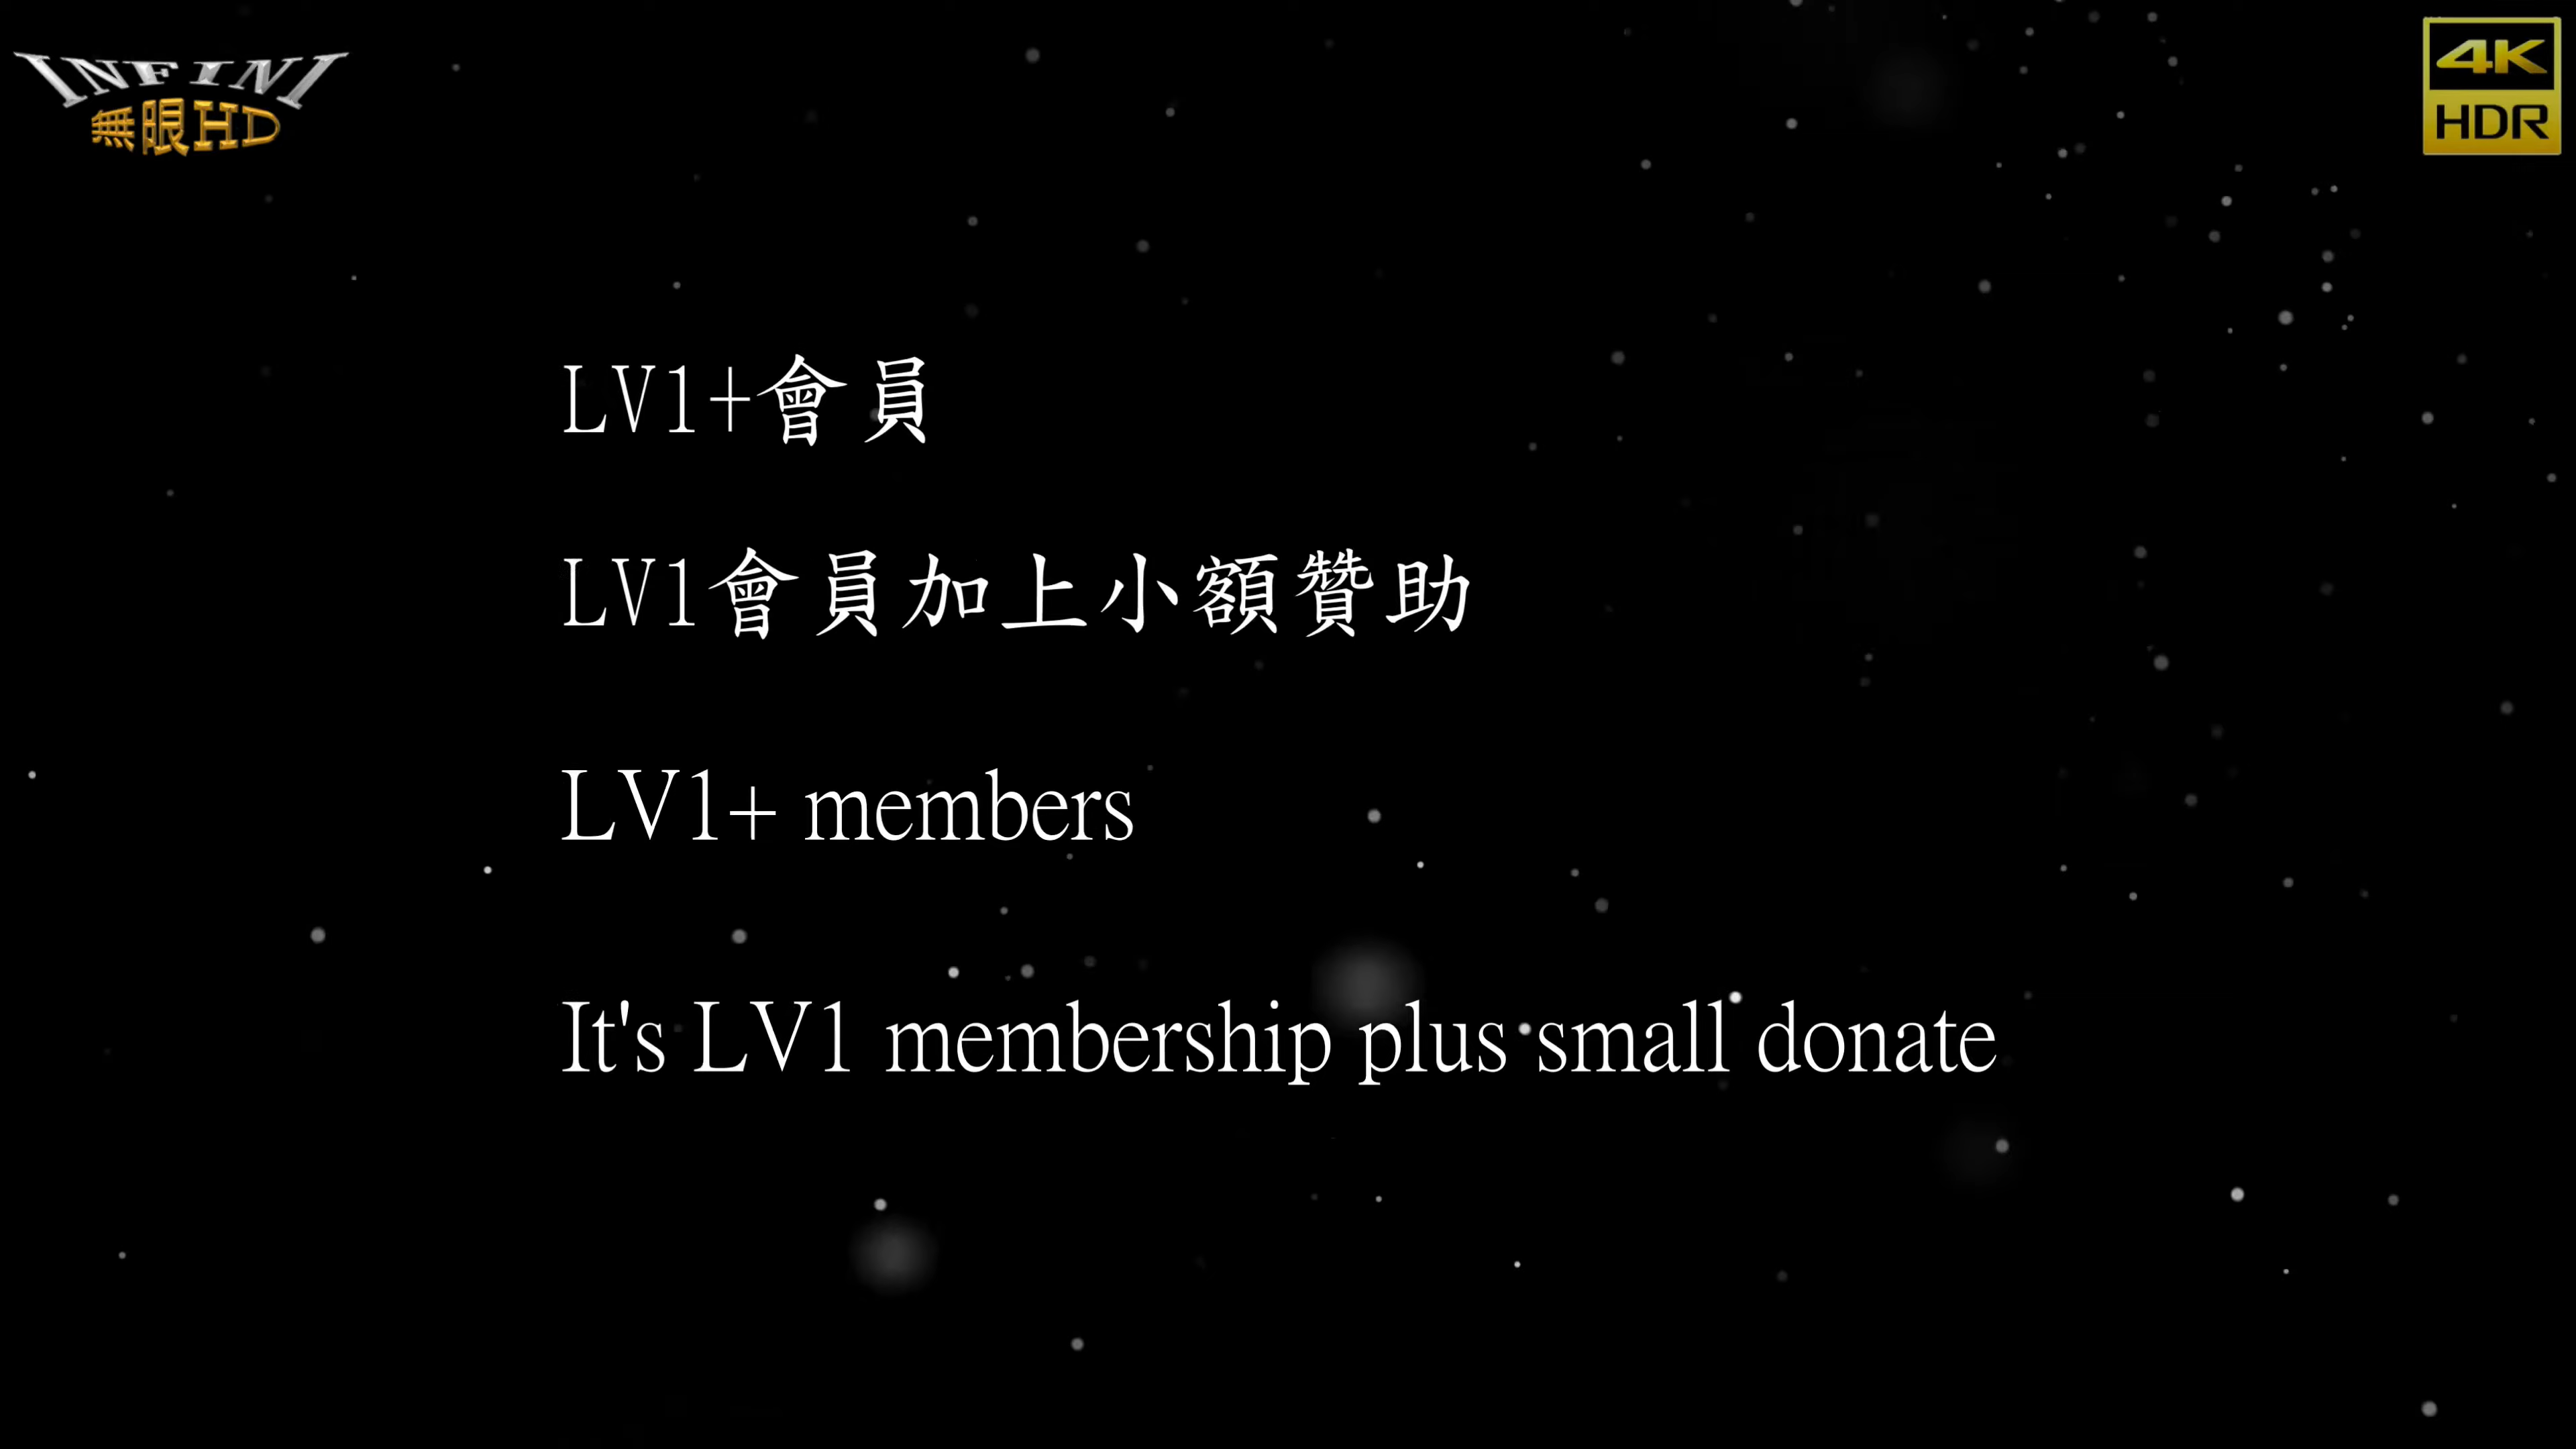 INFINI
無限HD
4K
HDR
LV1+會員
LV1會員加上小額贊助
LV1+ members
It's LV1 membership plus small donate